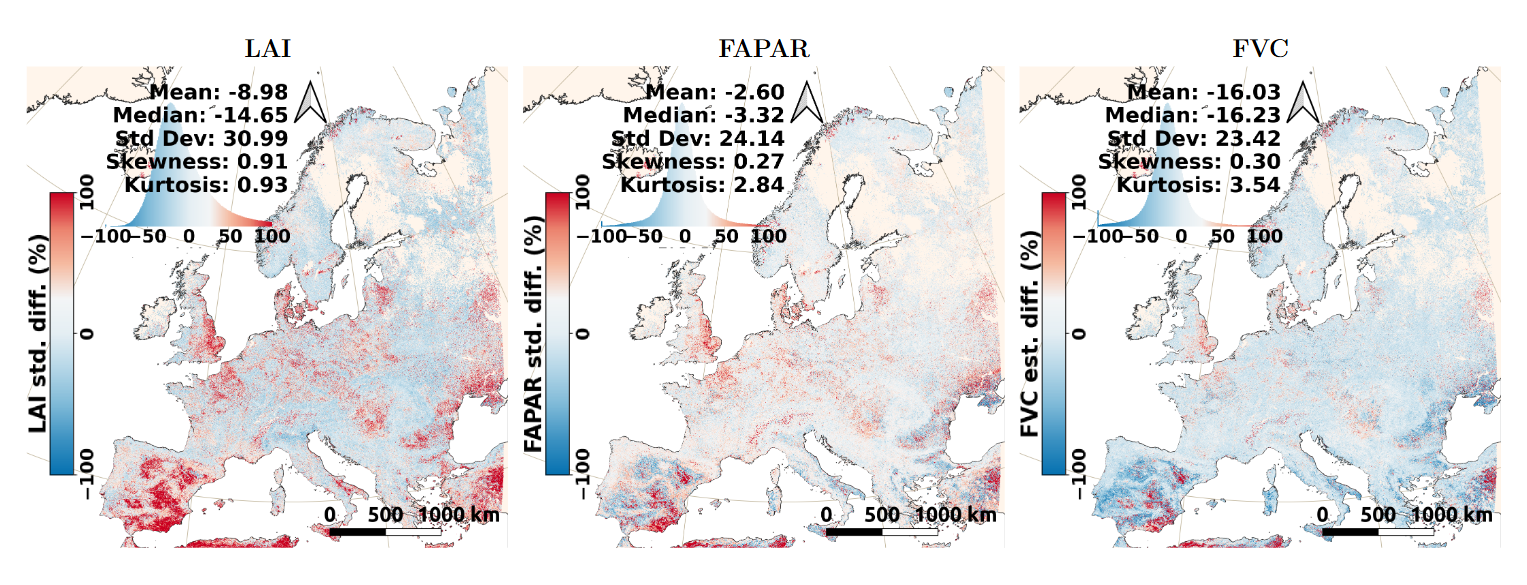 LAI
Mean: -8.98
Median: -14.65
Std Dev: 30.99
Skewness: 0.91
Kurtosis: 0.93
−100 −50 0 50 100
LAI std. diff. (%)
100
0
−100
0 500 1000 km
FAPAR
Mean: -2.60
Median: -3.32
Std Dev: 24.14
Skewness: 0.27
Kurtosis: 2.84
−100 −50 0 50 100
FAPAR std. diff. (%)
100
0
−100
0 500 1000 km
FVC
Mean: -16.03
Median: -16.23
Std Dev: 23.42
Skewness: 0.30
Kurtosis: 3.54
−100 −50 0 50 100
FVC est. diff. (%)
100
0
−100
0 500 1000 km